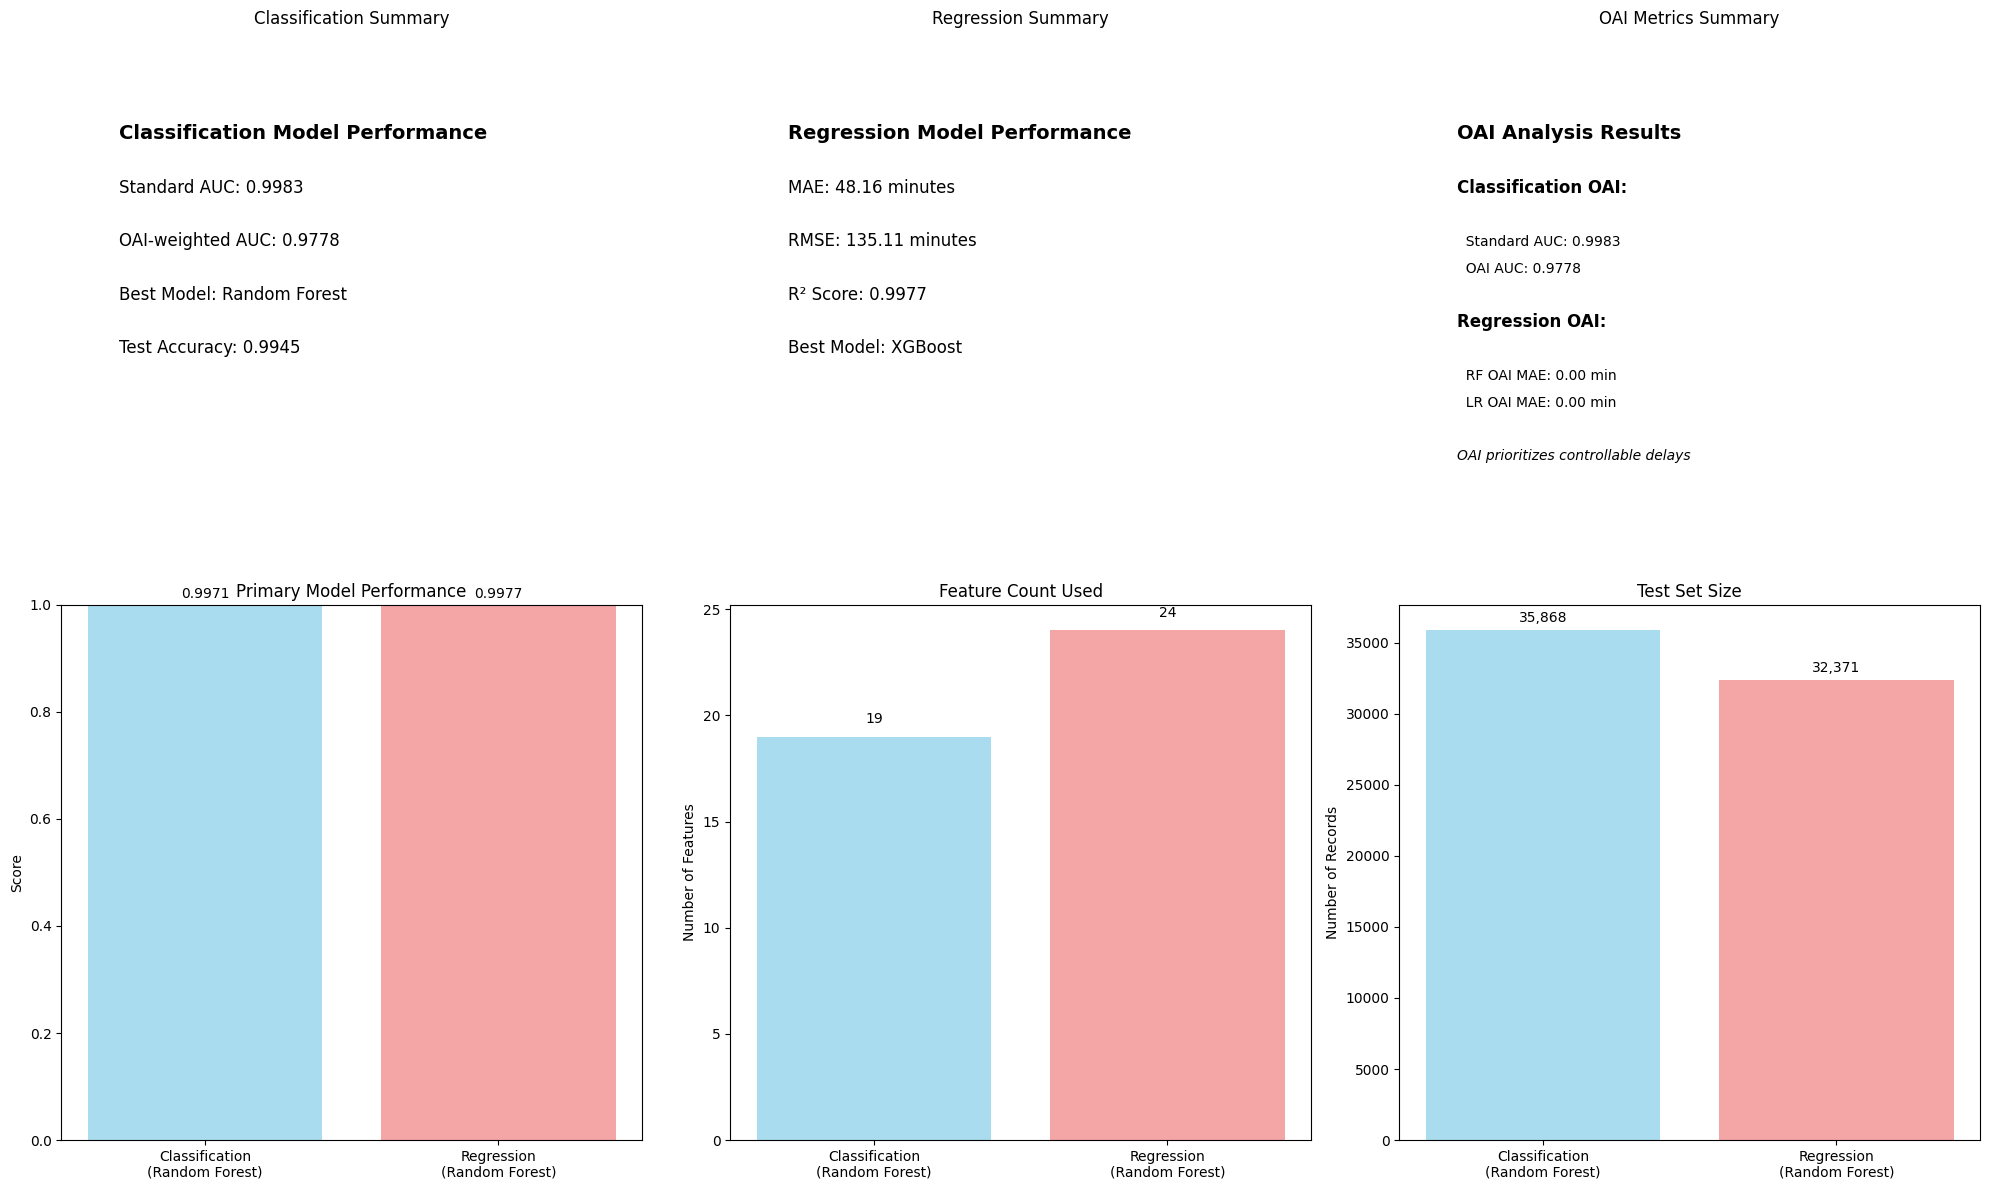 Classification Summary
Classification Model Performance
Standard AUC: 0.9983
OAI-weighted AUC: 0.9778
Best Model: Random Forest
Test Accuracy: 0.9945
Regression Summary
Regression Model Performance
MAE: 48.16 minutes
RMSE: 135.11 minutes
R² Score: 0.9977
Best Model: XGBoost
OAI Metrics Summary
OAI Analysis Results
Classification OAI:
Standard AUC: 0.9983
OAI AUC: 0.9778
Regression OAI:
RF OAI MAE: 0.00 min
LR OAI MAE: 0.00 min
OAI prioritizes controllable delays
Primary Model Performance
0.9971
0.9977
Score
1.0
0.8
0.6
0.4
0.2
0.0
Classification
(Random Forest)
Regression
(Random Forest)
Feature Count Used
19
24
Number of Features
25
20
15
10
5
0
Classification
(Random Forest)
Regression
(Random Forest)
Test Set Size
35,868
32,371
Number of Records
35000
30000
25000
20000
15000
10000
5000
0
Classification
(Random Forest)
Regression
(Random Forest)